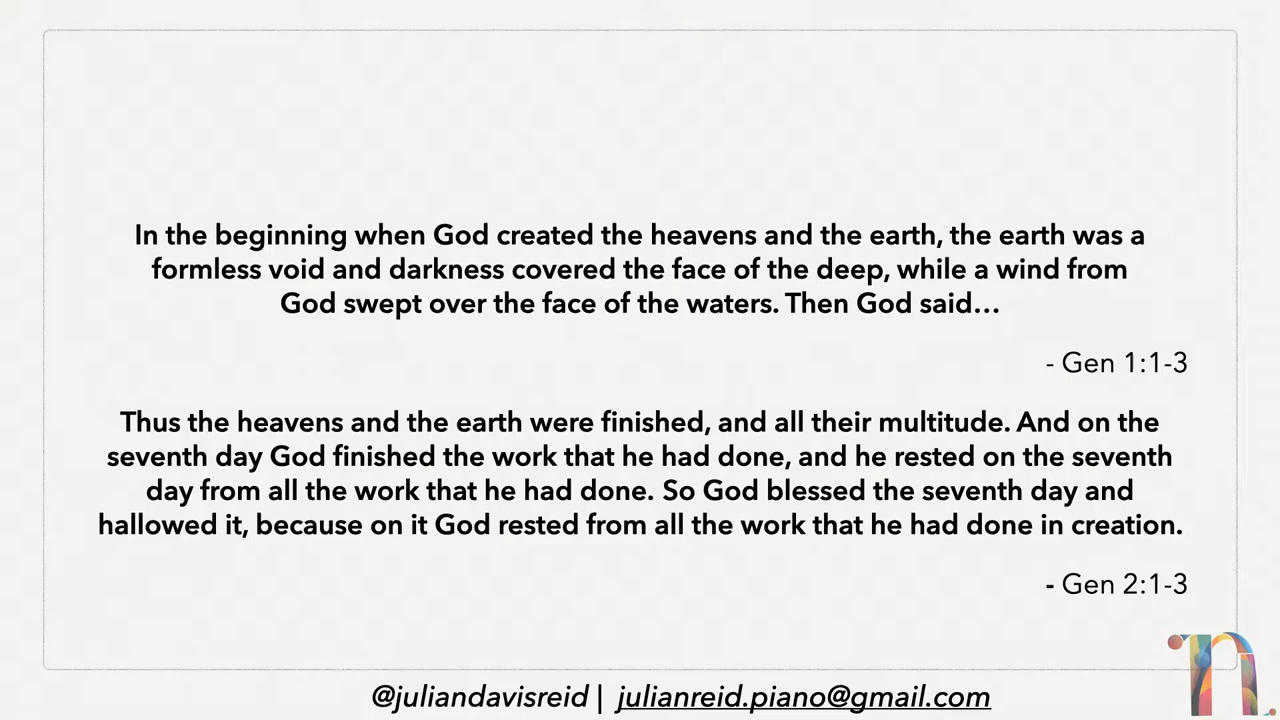 In the beginning when God created the heavens and the earth, the earth was a
formless void and darkness covered the face of the deep, while a wind from
God swept over the face of the waters. Then God said…
- Gen 1:1-3
Thus the heavens and the earth were finished, and all their multitude. And on the
seventh day God finished the work that he had done, and he rested on the seventh
day from all the work that he had done. So God blessed the seventh day and
hallowed it, because on it God rested from all the work that he had done in creation.
- Gen 2:1-3
@juliandavisreid | julianreid.piano@gmail.com
n.